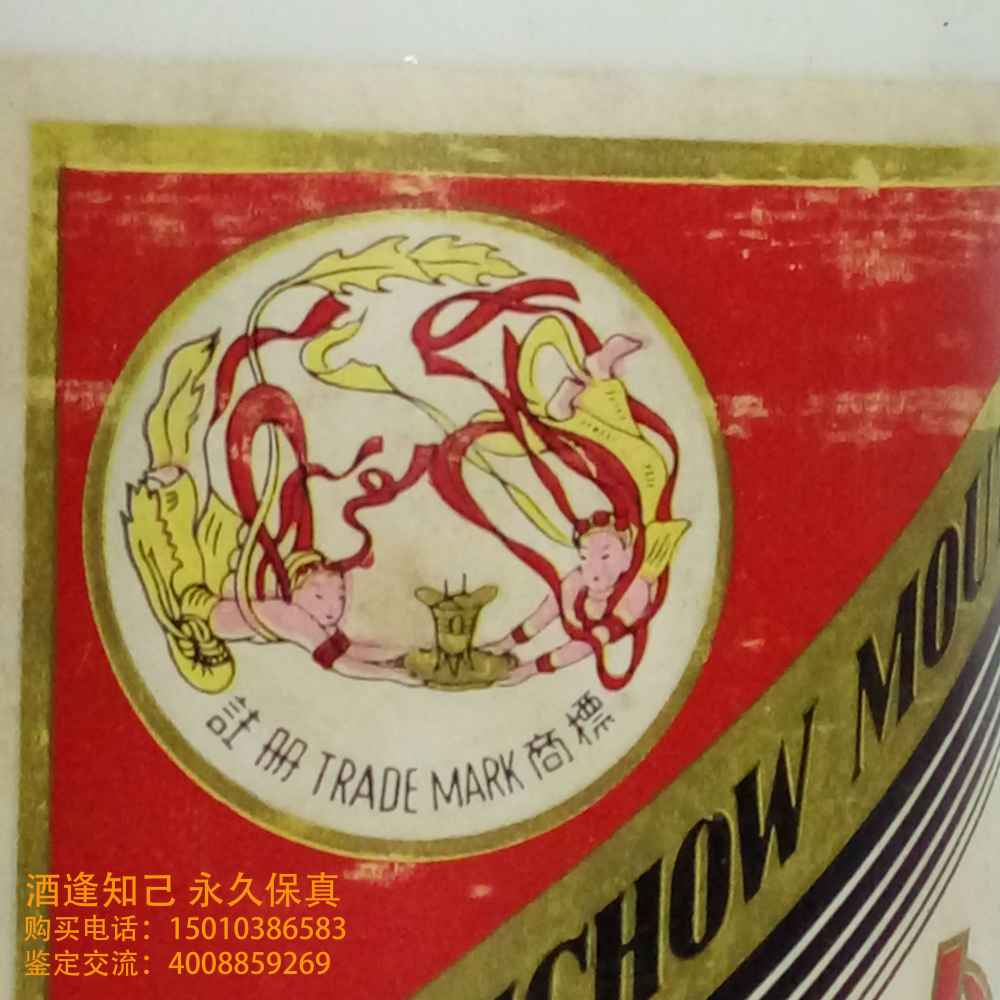 註册 TRADE MARK 商標
CHOW MOU
酒逢知己 永久保真
购买电话：15010386583
鉴定交流：4008859269